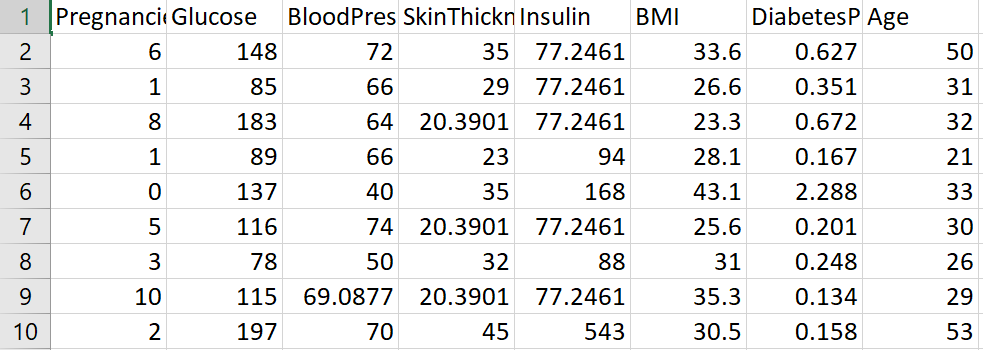 1 Pregnancie Glucose BloodPres SkinThickn Insulin BMI DiabetesP Age
2 6 148 72 35 77.2461 33.6 0.627 50
3 1 85 66 29 77.2461 26.6 0.351 31
4 8 183 64 20.3901 77.2461 23.3 0.672 32
5 1 89 66 23 94 28.1 0.167 21
6 0 137 40 35 168 43.1 2.288 33
7 5 116 74 20.3901 77.2461 25.6 0.201 30
8 3 78 50 32 88 31 0.248 26
9 10 115 69.0877 20.3901 77.2461 35.3 0.134 29
10 2 197 70 45 543 30.5 0.158 53